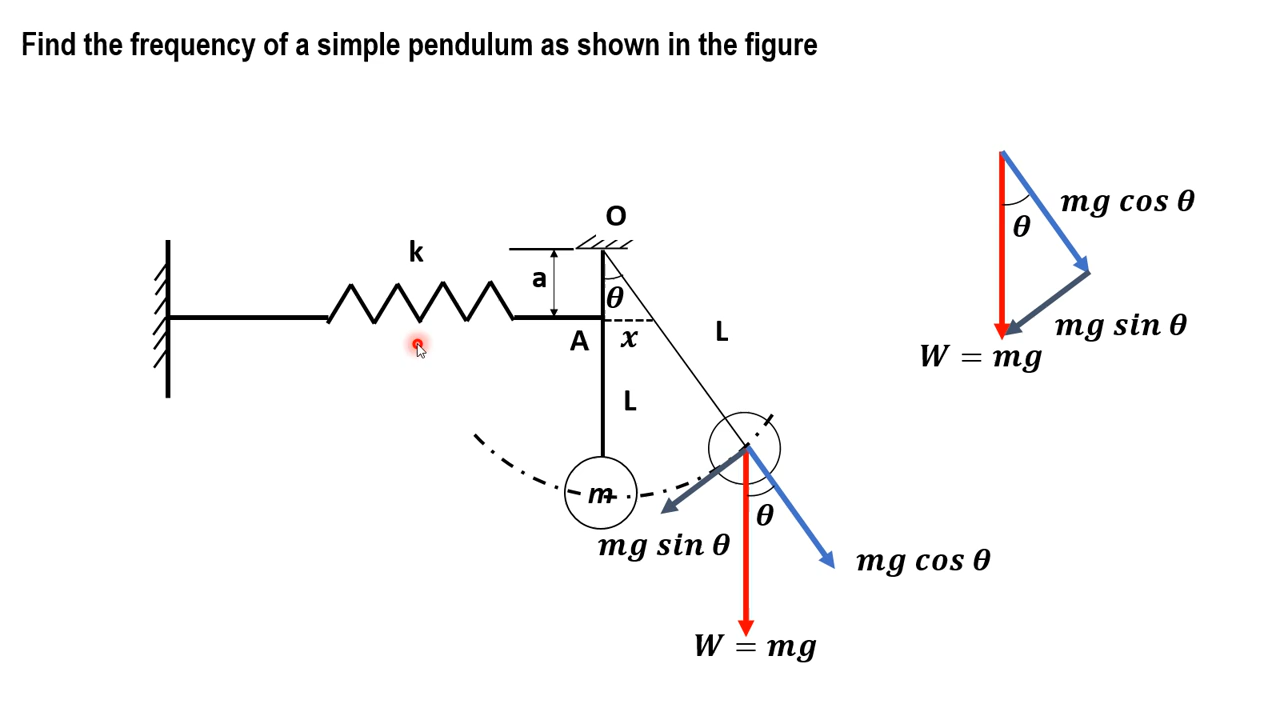 Find the frequency of a simple pendulum as shown in the figure
O
k
a
θ
A
x
L
L
m
mg sin θ
θ
mg cos θ
W = mg
mg cos θ
θ
mg sin θ
W = mg